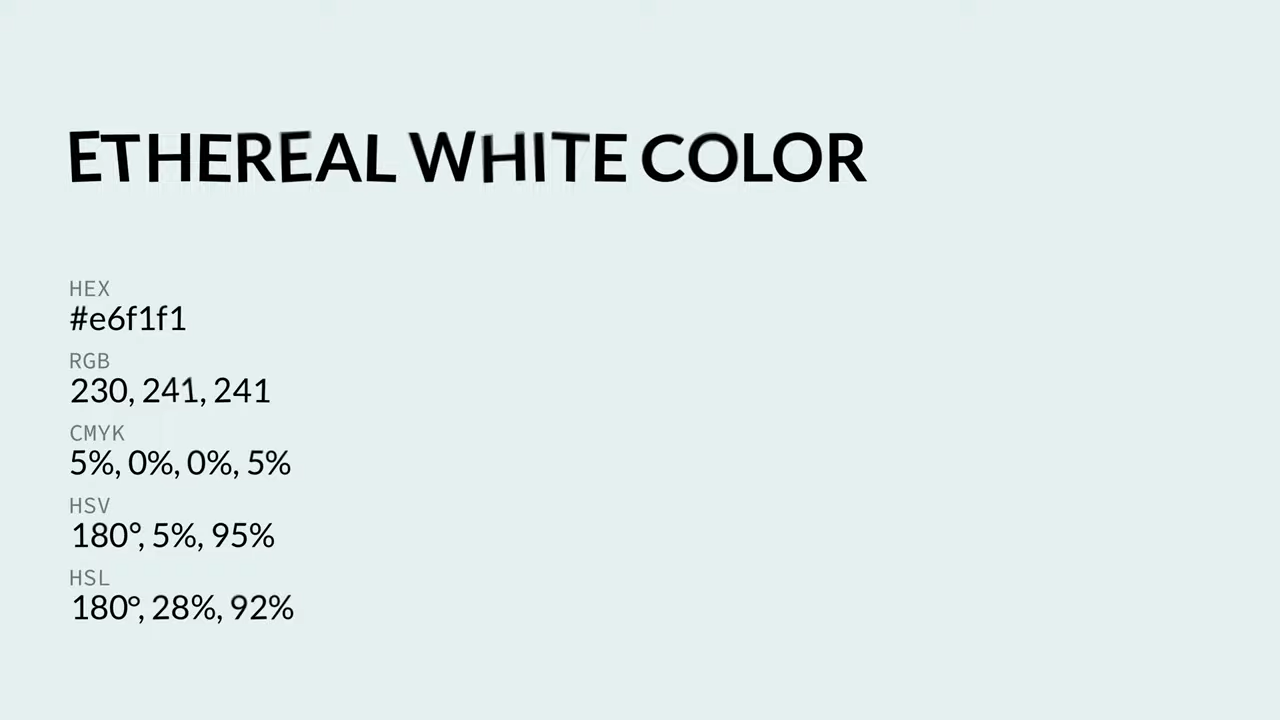 ETHEREAL WHITE COLOR
HEX
#e6f1f1
RGB
230, 241, 241
CMYK
5%, 0%, 0%, 5%
HSV
180°, 5%, 95%
HSL
180°, 28%, 92%